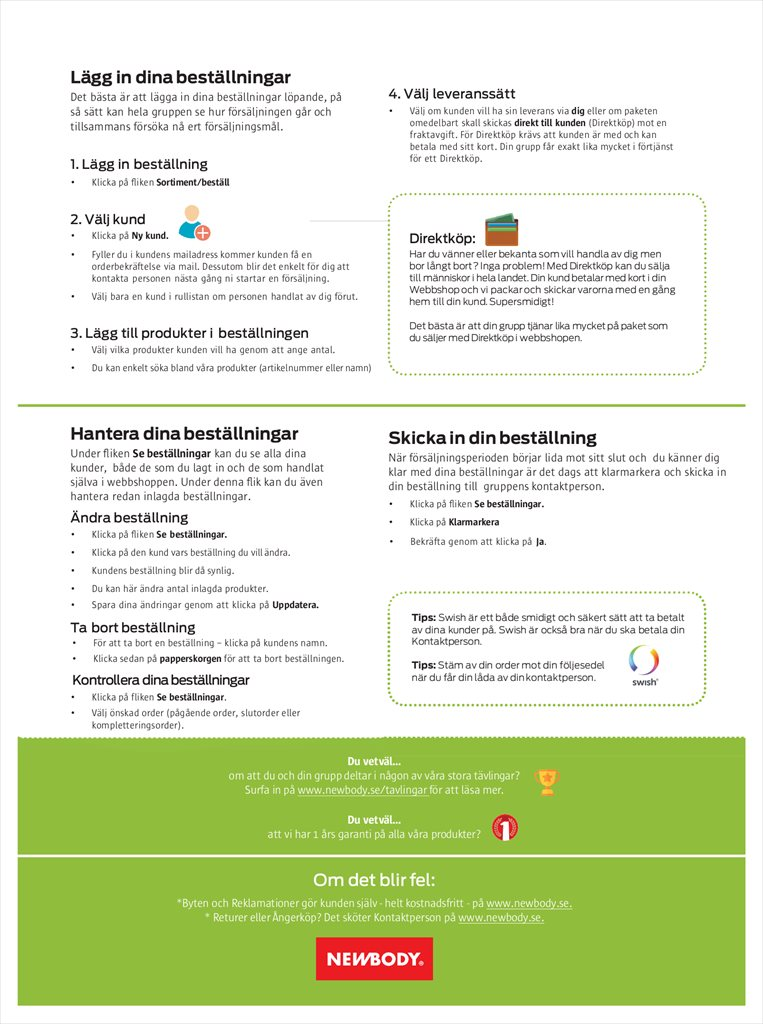 Lägg in dina beställningar
Det bästa är att lägga in dina beställningar löpande, på
så sätt kan hela gruppen se hur försäljningen går och
tillsammans försöka nå ert försäljningsmål.
1. Lägg in beställning
• Klicka på fliken Sortiment/beställ
2. Välj kund
• Klicka på Ny kund.
• Fyller du i kundens mailadress kommer kunden få en
orderbekräftelse via mail. Dessutom blir det enkelt för dig att
kontakta personen nästa gång ni startar en försäljning.
• Välj bara en kund i rullistan om personen handlat av dig förut.
3. Lägg till produkter i beställningen
• Välj vilka produkter kunden vill ha genom att ange antal.
• Du kan enkelt söka bland våra produkter (artikelnummer eller namn)
4. Välj leveranssätt
• Välj om kunden vill ha sin leverans via dig eller om paketen
omedelbart skall skickas direkt till kunden (Direktköp) mot en
fraktavgift. För Direktköp krävs att kunden är med och kan
betala med sitt kort. Din grupp får exakt lika mycket i förtjänst
för ett Direktköp.
Direktköp:
Har du vänner eller bekanta som vill handla av dig men
bor långt bort? Inga problem! Med Direktköp kan du sälja
till människor i hela landet. Din kund betalar med kort i din
Webbshop och vi packar och skickar varorna med en gång
hem till din kund. Supersmidigt!
Det bästa är att din grupp tjänar lika mycket på paket som
du säljer med Direktköp i webbshopen.
Hantera dina beställningar
Under fliken Se beställningar kan du se alla dina
kunder, både de som du lagt in och de som handlat
själva i webbshoppen. Under denna flik kan du även
hantera redan inlagda beställningar.
Ändra beställning
• Klicka på fliken Se beställningar.
• Klicka på den kund vars beställning du vill ändra.
• Kundens beställning blir då synlig.
• Du kan här ändra antal inlagda produkter.
• Spara dina ändringar genom att klicka på Uppdatera.
Ta bort beställning
• För att ta bort en beställning – klicka på kundens namn.
• Klicka sedan på papperskorgen för att ta bort beställningen.
Kontrollera dina beställningar
• Klicka på fliken Se beställningar.
• Välj önskad order (pågående order, slutorder eller
kompletteringsorder).
Skicka in din beställning
När försäljningsperioden börjar lida mot sitt slut och du känner dig
klar med dina beställningar är det dags att klarmarkera och skicka in
din beställning till gruppens kontaktperson.
• Klicka på fliken Se beställningar.
• Klicka på Klarmarkera
• Bekräfta genom att klicka på Ja.
Tips: Swish är ett både smidigt och säkert sätt att ta betalt
av dina kunder på. Swish är också bra när du ska betala din
Kontaktperson.
Tips: Stäm av din order mot din följesedel
när du får din låda av din kontaktperson.
swish®
Du vet väl...
om att du och din grupp deltar i någon av våra stora tävlingar?
Surfa in på www.newbody.se/tavlingar för att läsa mer.
Du vet väl...
att vi har 1 års garanti på alla våra produkter?
1
Om det blir fel:
*Byten och Reklamationer gör kunden själv - helt kostnadsfritt - på www.newbody.se.
* Returer eller Ångerköp? Det sköter Kontaktperson på www.newbody.se.
NEWBODY®